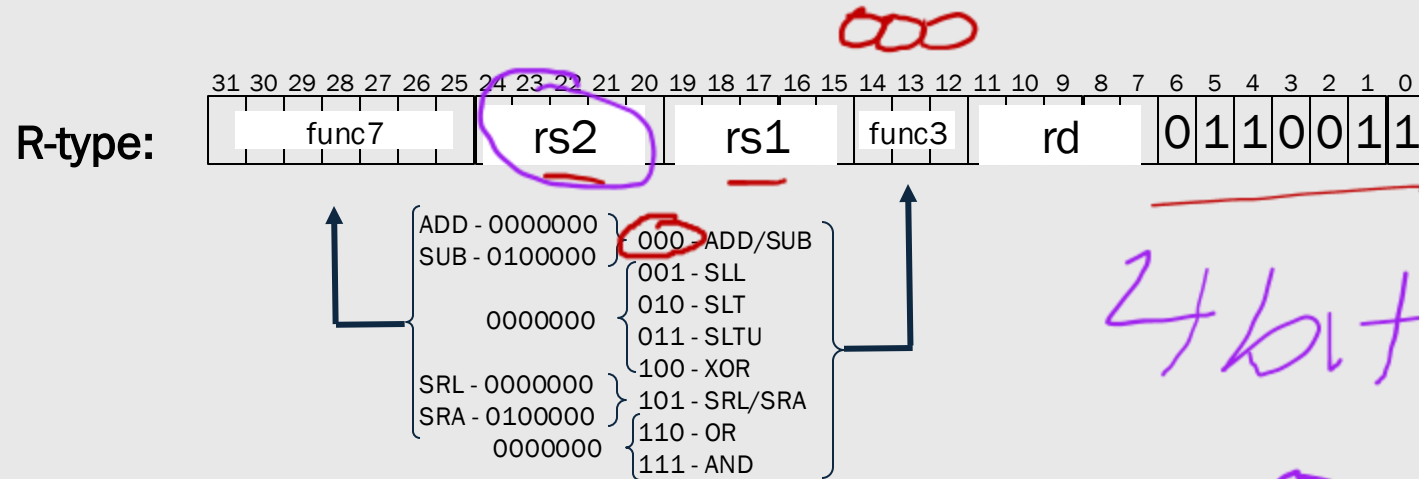 000
31 30 29 28 27 26 25 24 23 22 21 20 19 18 17 16 15 14 13 12 11 10 9 8 7 6 5 4 3 2 1 0
R-type: func7 rs2 rs1 func3 rd 0 1 1 0 0 1 1
ADD - 0000000
SUB - 0100000
0000000
SRL - 0000000
SRA - 0100000
0000000
000 - ADD/SUB
001 - SLL
010 - SLT
011 - SLTU
100 - XOR
101 - SRL/SRA
110 - OR
111 - AND
bit